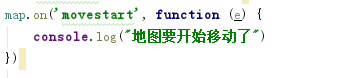 map.on('movestart', function (e) {
    console.log("地图要开始移动了")
})